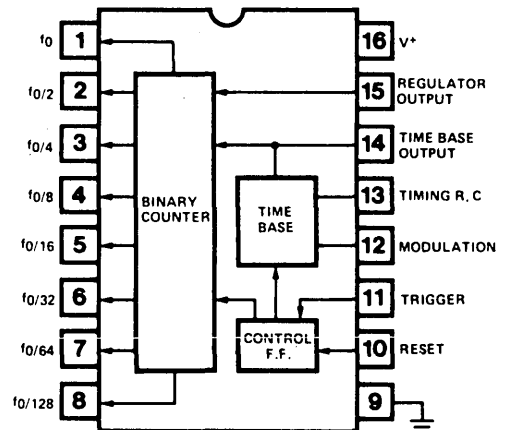 f0 1
f0/2 2
f0/4 3
f0/8 4
f0/16 5
f0/32 6
f0/64 7
f0/128 8
BINARY
COUNTER
TIME
BASE
CONTROL
F.F.
16 V+
15 REGULATOR
OUTPUT
14 TIME BASE
OUTPUT
13 TIMING R, C
12 MODULATION
11 TRIGGER
10 RESET
9